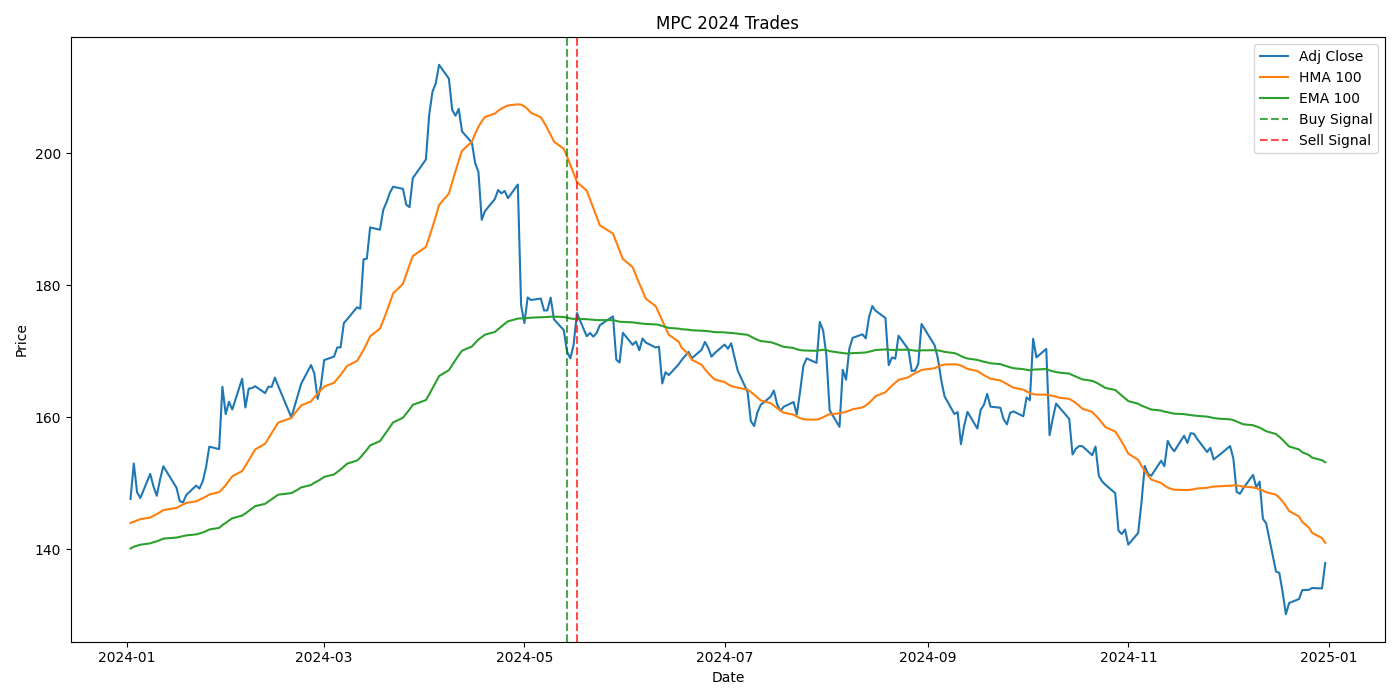 MPC 2024 Trades
Adj Close
HMA 100
EMA 100
Buy Signal
Sell Signal
Price
200
180
160
140
2024-01
2024-03
2024-05
2024-07
2024-09
2024-11
2025-01
Date